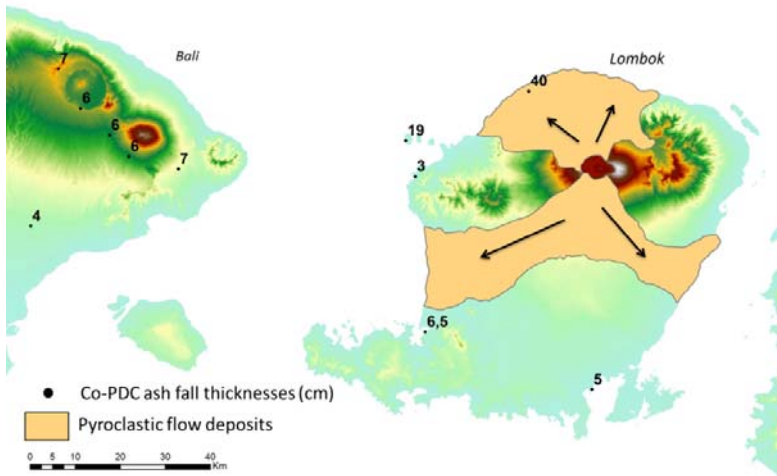 Bali
Lombok
7
6
6
6
7
4
40
19
3
6,5
5
Co-PDC ash fall thicknesses (cm)
Pyroclastic flow deposits
0 5 10 20 30 40
Km